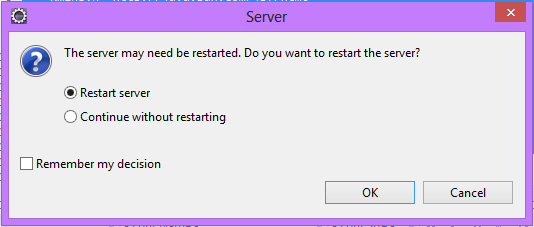 Server
The server may need be restarted. Do you want to restart the server?
Restart server
Continue without restarting
Remember my decision
OK
Cancel